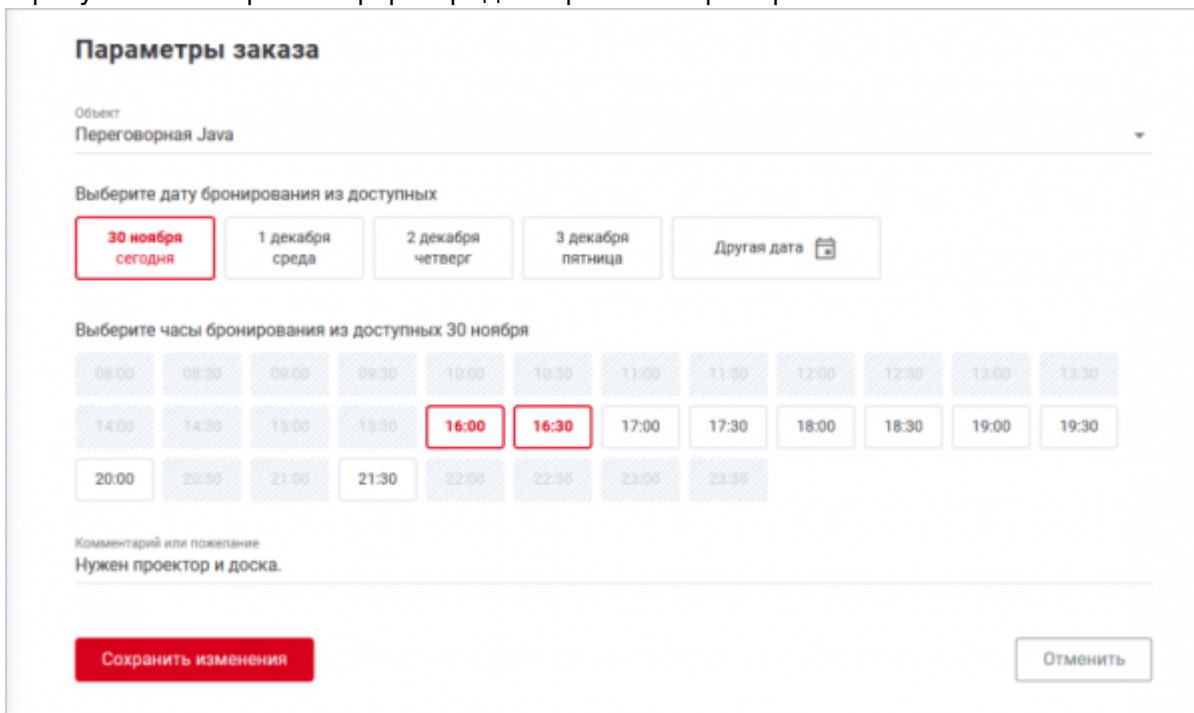 Параметры заказа
Объект
Переговорная Java
Выберите дату бронирования из доступных
30 ноября 1 декабря 2 декабря 3 декабря Другая дата
сегодня среда четверг пятница
Выберите часы бронирования из доступных 30 ноября
08:00 08:30 09:00 09:30 10:00 10:30 11:00 11:30 12:00 12:30 13:00 13:30
14:00 14:30 15:00 15:30 16:00 16:30 17:00 17:30 18:00 18:30 19:00 19:30
20:00 20:30 21:00 21:30 22:00 22:30 23:00 23:30
Комментарий или пожелание
Нужен проектор и доска.
Сохранить изменения Отменить